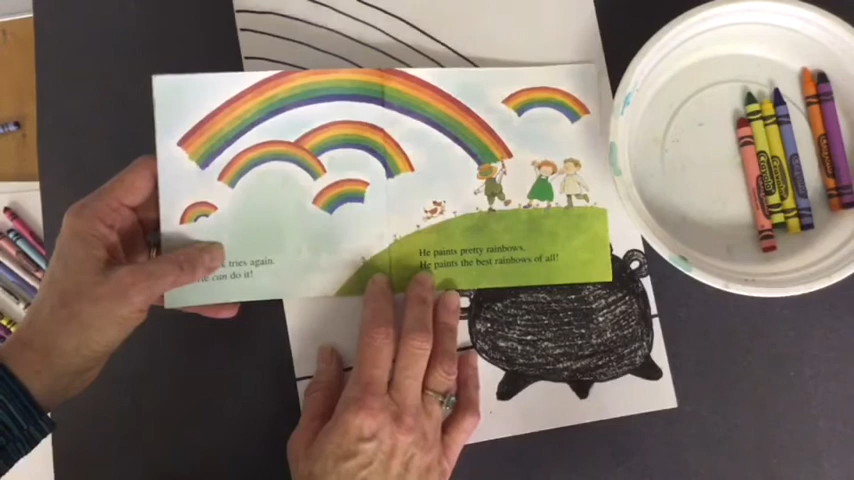 tries again.
can do it!
He paints pretty rainbows.
He paints the best rainbows of all!